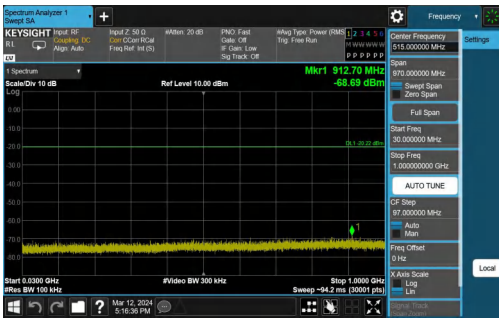 Spectrum Analyzer 1
Swept SA
Frequency
Settings
KEYSIGHT
RL
Input: RF
Coupling: DC
Align: Auto
Input Z: 50 Ω
Corr CCorr RCal
Freq Ref: Int (S)
#Atten: 20 dB
PNO: Fast
Gate: Off
IF Gain: Low
Sig Track: Off
#Avg Type: Power (RMS
Trig: Free Run
1 2 3 4 5 6
M W W W W W
P P P P P P
LV
1 Spectrum
Scale/Div 10 dB
Log
Ref Level 10.00 dBm
Mkr1 912.70 MHz
-68.69 dBm
0.00
-10.0
-20.0
-30.0
-40.0
-50.0
-60.0
-70.0
-80.0
DL1 -20.22 dBm
1
Start 0.0300 GHz
#Res BW 100 kHz
#Video BW 300 kHz
Stop 1.0000 GHz
Sweep ~94.2 ms (30001 pts)
Mar 12, 2024
5:16:36 PM
Center Frequency
515.000000 MHz
Span
970.000000 MHz
Swept Span
Zero Span
Full Span
Start Freq
30.000000 MHz
Stop Freq
1.000000000 GHz
AUTO TUNE
CF Step
97.000000 MHz
Auto
Man
Freq Offset
0 Hz
X Axis Scale
Log
Lin
Signal Track
Local